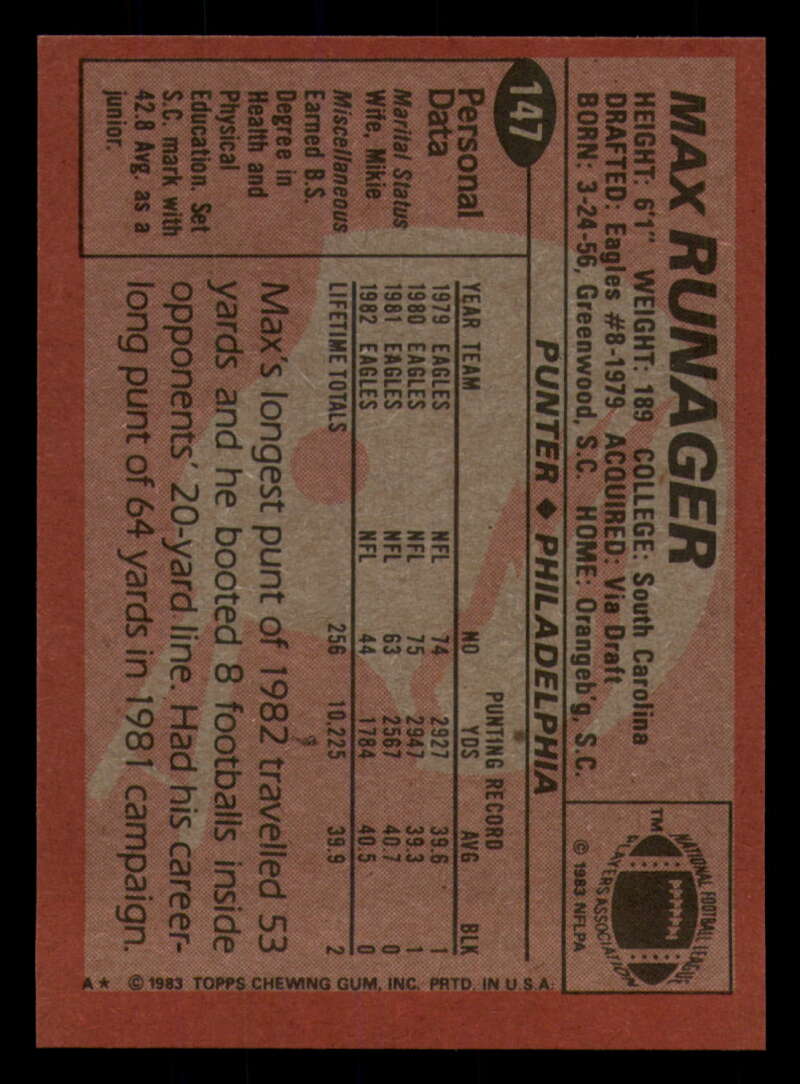 MAX RUNAGER
HEIGHT: 6'1" WEIGHT: 189 COLLEGE: South Carolina
DRAFTED: Eagles #8-1979 ACQUIRED: Via Draft
BORN: 3-24-56, Greenwood, S.C. HOME: Orangeb'g, S.C.
NATIONAL FOOTBALL LEAGUE
PLAYERS ASSOCIATION
TM
© 1983 NFLPA
147
PUNTER ♦ PHILADELPHIA
Personal
Data
Marital Status
Wife, Mikie
Miscellaneous
Earned B.S.
Degree in
Health and
Physical
Education. Set
S.C. mark with
42.8 Avg. as a
junior.
PUNTING RECORD
YEAR TEAM NO YDS AVG BLK
1979 EAGLES NFL 74 2927 39.6 1
1980 EAGLES NFL 75 2947 39.3 1
1981 EAGLES NFL 63 2567 40.7 0
1982 EAGLES NFL 44 1784 40.5 0
LIFETIME TOTALS 256 10,225 39.9 2
Max's longest punt of 1982 travelled 53
yards and he booted 8 footballs inside
opponents' 20-yard line. Had his career-
long punt of 64 yards in 1981 campaign.
A★ © 1983 TOPPS CHEWING GUM, INC. PRTD. IN U.S.A.